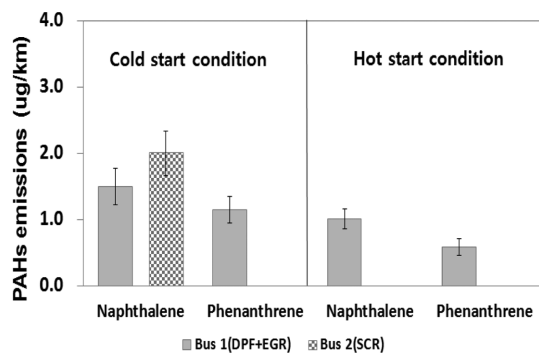 PAHs emissions (ug/km)
4.0
3.0
2.0
1.0
0.0
Cold start condition
Hot start condition
Naphthalene Phenanthrene Naphthalene Phenanthrene
Bus 1(DPF+EGR) Bus 2(SCR)